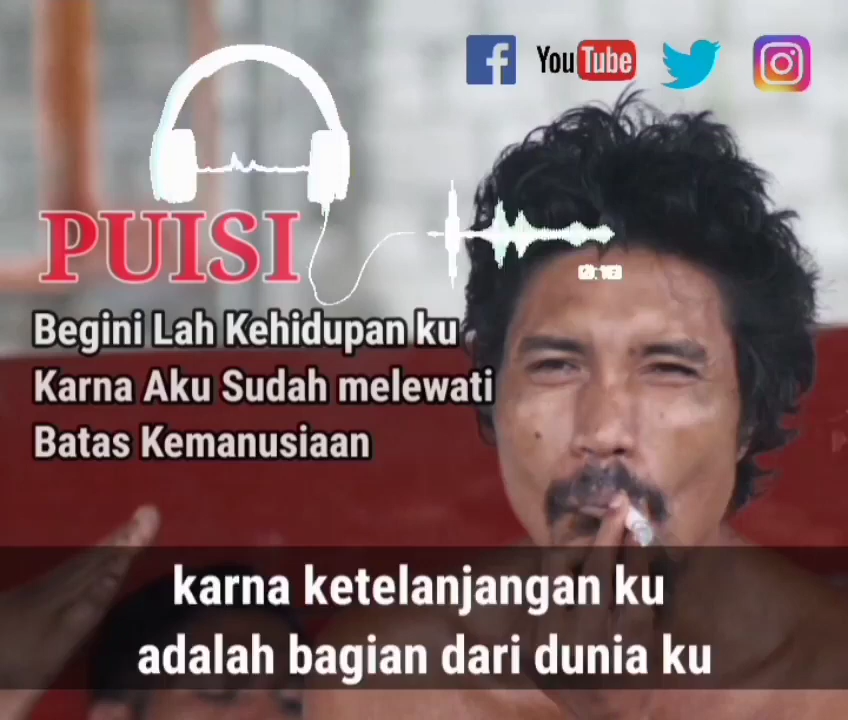 YouTube
PUISI
Begini Lah Kehidupan ku
Karna Aku Sudah melewati
Batas Kemanusiaan
karna ketelanjangan ku
adalah bagian dari dunia ku